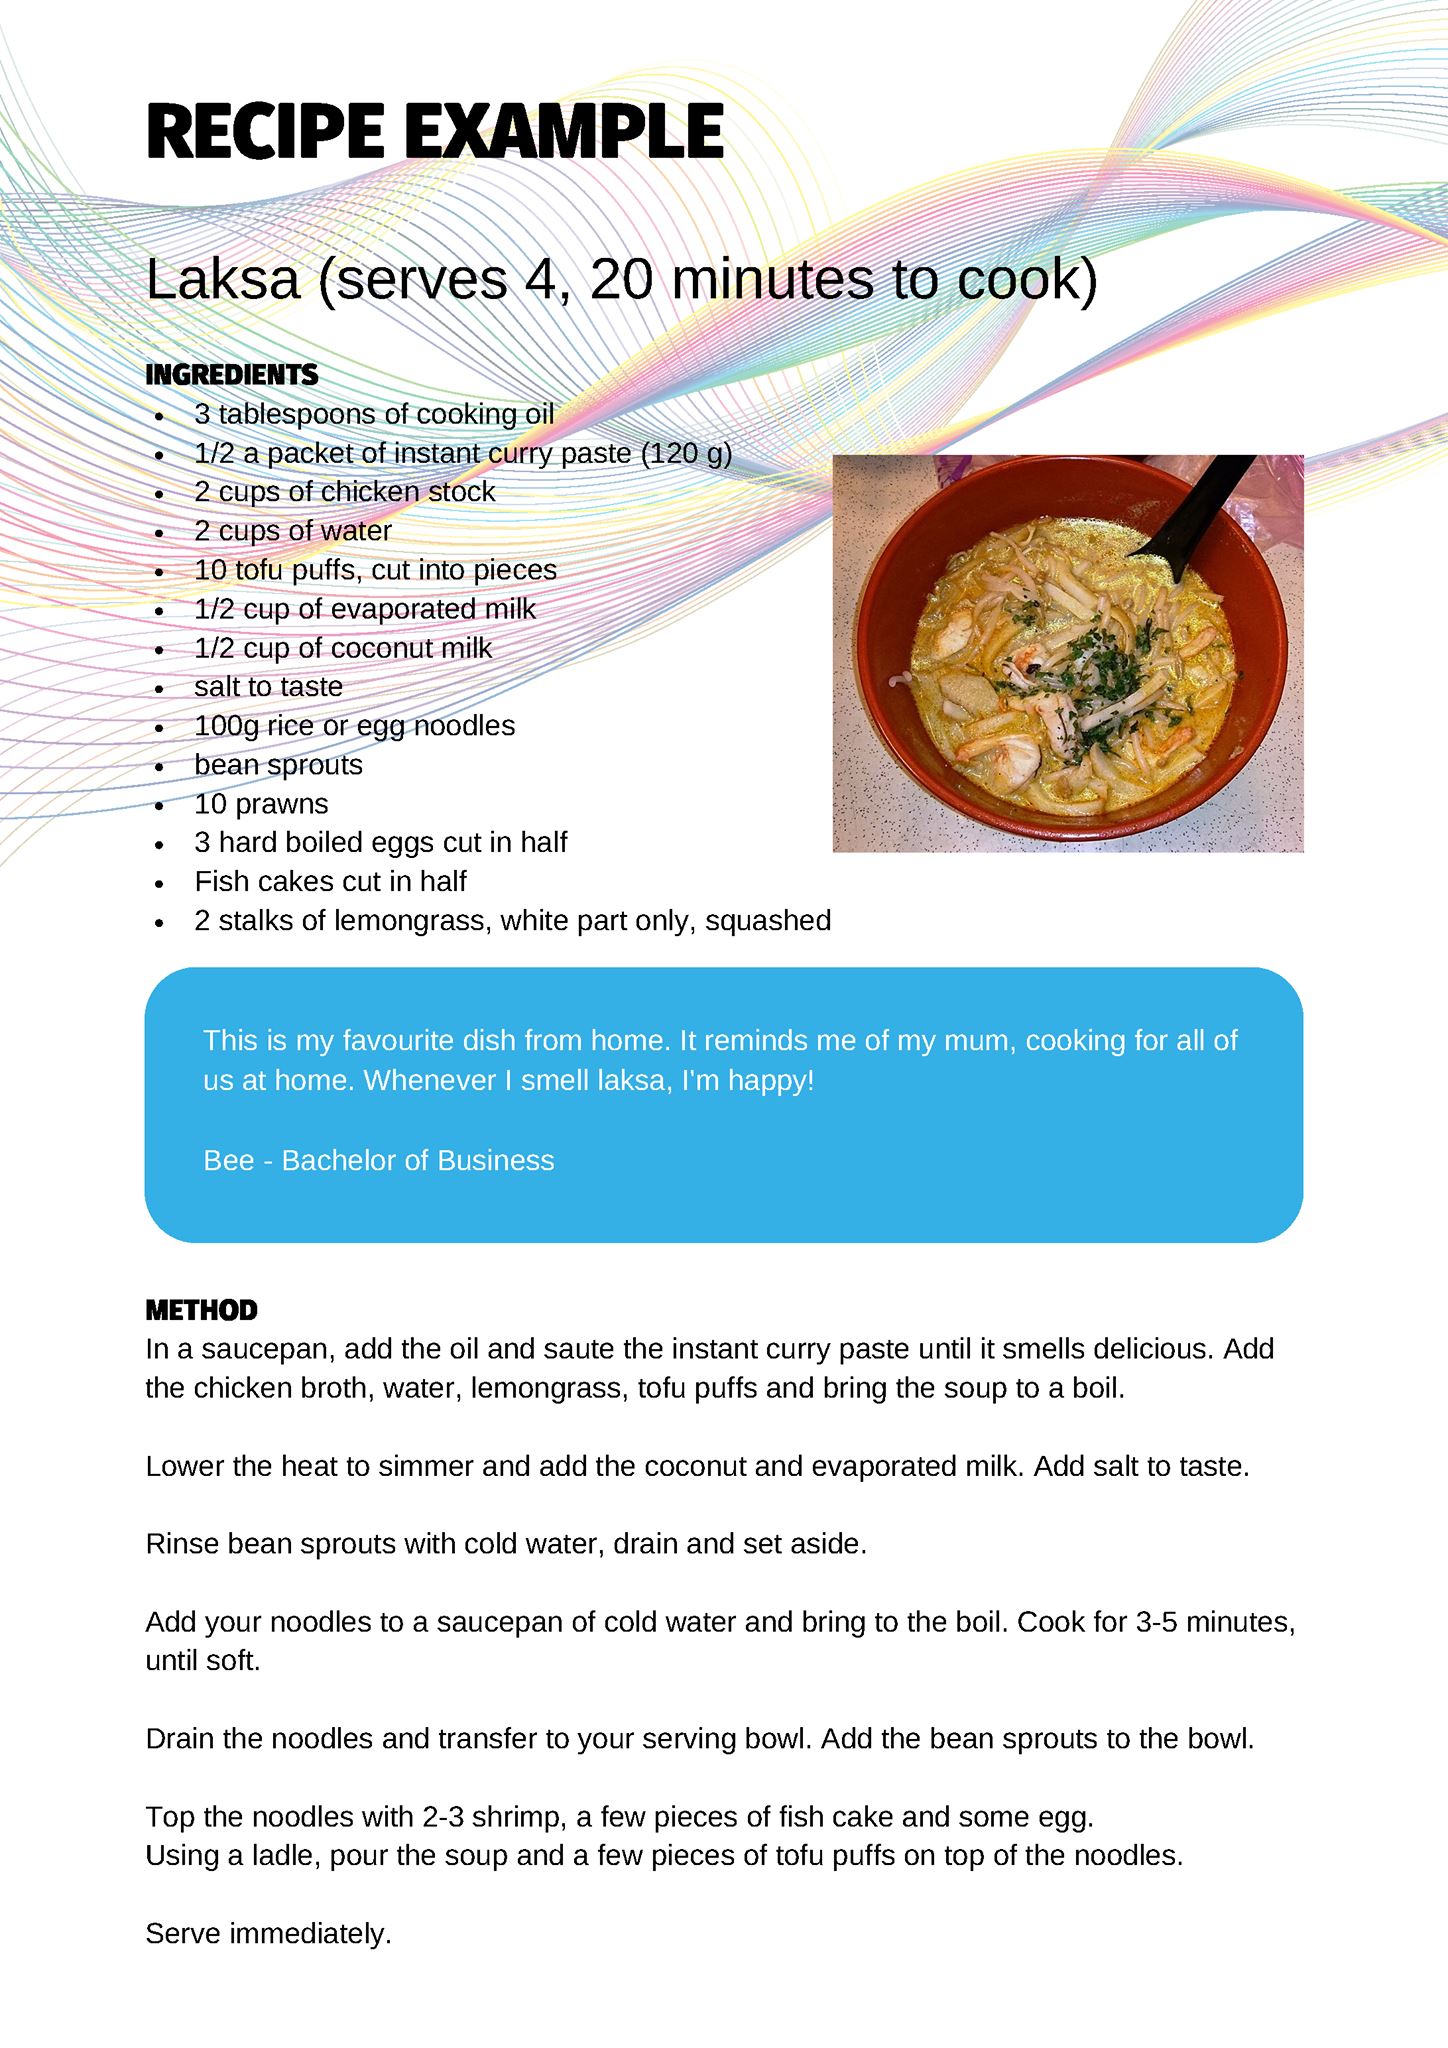 RECIPE EXAMPLE
Laksa (serves 4, 20 minutes to cook)
INGREDIENTS
• 3 tablespoons of cooking oil
• 1/2 a packet of instant curry paste (120 g)
• 2 cups of chicken stock
• 2 cups of water
• 10 tofu puffs, cut into pieces
• 1/2 cup of evaporated milk
• 1/2 cup of coconut milk
• salt to taste
• 100g rice or egg noodles
• bean sprouts
• 10 prawns
• 3 hard boiled eggs cut in half
• Fish cakes cut in half
• 2 stalks of lemongrass, white part only, squashed
This is my favourite dish from home. It reminds me of my mum, cooking for all of
us at home. Whenever I smell laksa, I'm happy!
Bee - Bachelor of Business
METHOD
In a saucepan, add the oil and saute the instant curry paste until it smells delicious. Add
the chicken broth, water, lemongrass, tofu puffs and bring the soup to a boil.
Lower the heat to simmer and add the coconut and evaporated milk. Add salt to taste.
Rinse bean sprouts with cold water, drain and set aside.
Add your noodles to a saucepan of cold water and bring to the boil. Cook for 3-5 minutes,
until soft.
Drain the noodles and transfer to your serving bowl. Add the bean sprouts to the bowl.
Top the noodles with 2-3 shrimp, a few pieces of fish cake and some egg.
Using a ladle, pour the soup and a few pieces of tofu puffs on top of the noodles.
Serve immediately.